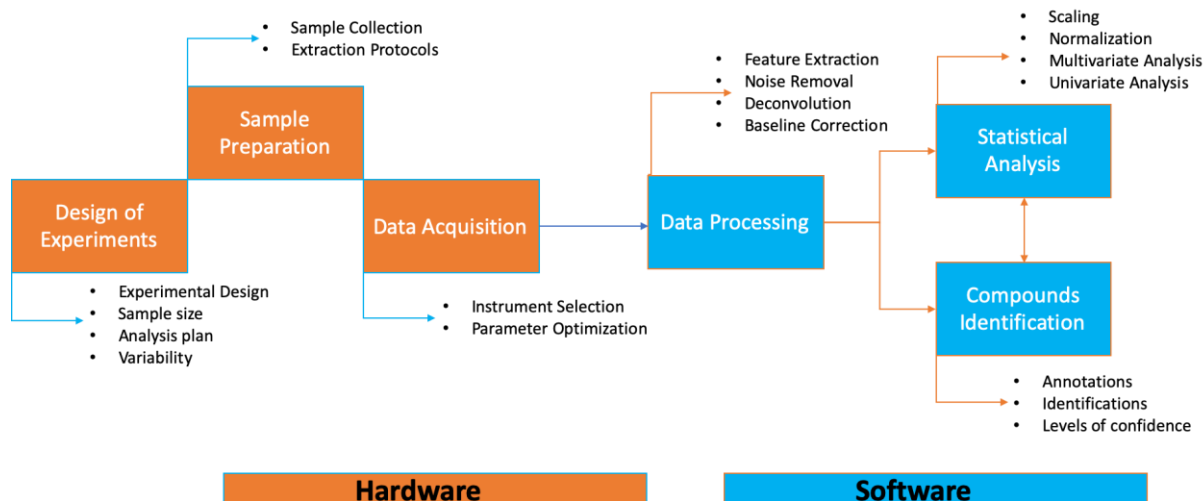 • Sample Collection
• Extraction Protocols
Sample
Preparation
Design of
Experiments
• Experimental Design
• Sample size
• Analysis plan
• Variability
Data Acquisition
• Instrument Selection
• Parameter Optimization
• Feature Extraction
• Noise Removal
• Deconvolution
• Baseline Correction
Data Processing
• Scaling
• Normalization
• Multivariate Analysis
• Univariate Analysis
Statistical
Analysis
Compounds
Identification
• Annotations
• Identifications
• Levels of confidence
Hardware
Software